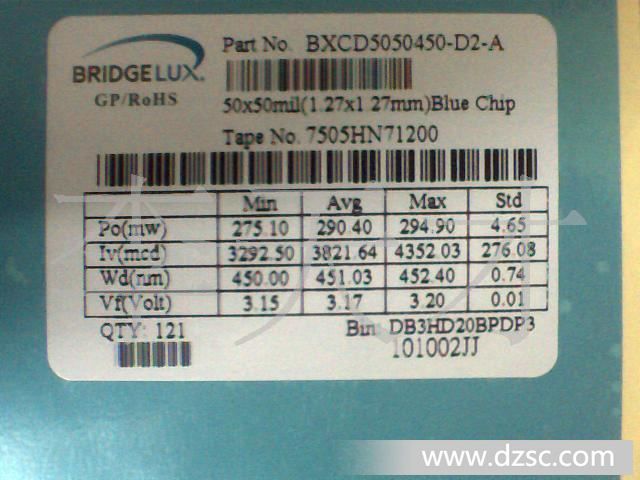 BRIDGELUX.
GP/RoHS
Part No. BXCD5050450-D2-A
50x50mil(1.27x1.27mm)Blue Chip
Tape No. 7505HN71200
Min Avg Max Std
Po(mw) 275.10 290.40 294.90 4.65
Iv(mcd) 3292.50 3821.64 4352.03 276.08
Wd(nm) 450.00 451.03 452.40 0.74
Vf(Volt) 3.15 3.17 3.20 0.01
QTY: 121 Bin: DB3HD20BPDP3
101002JJ
www.dzsc.com